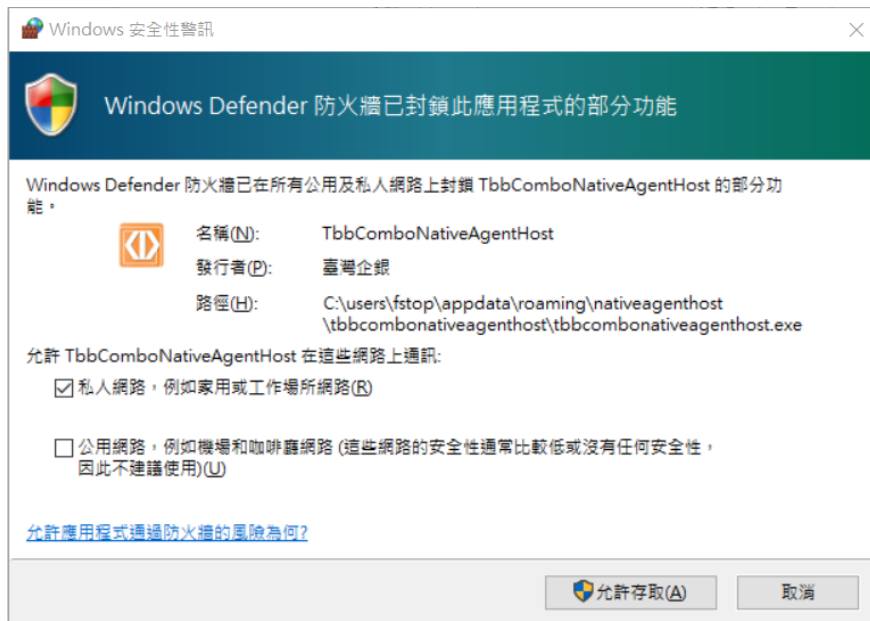 Windows 安全性警訊
Windows Defender 防火牆已封鎖此應用程式的部分功能
Windows Defender 防火牆已在所有公用及私人網路上封鎖 TbbComboNativeAgentHost 的部分功
能。
名稱(N): TbbComboNativeAgentHost
發行者(P): 臺灣企銀
路徑(H): C:\users\fstop\appdata\roaming\nativeagenthost
\tbbcombonativeagenthost\tbbcombonativeagenthost.exe
允許 TbbComboNativeAgentHost 在這些網路上通訊:
私人網路，例如家用或工作場所網路(R)
公用網路，例如機場和咖啡廳網路 (這些網路的安全性通常比較低或沒有任何安全性，
因此不建議使用)(U)
允許應用程式通過防火牆的風險為何?
允許存取(A) 取消